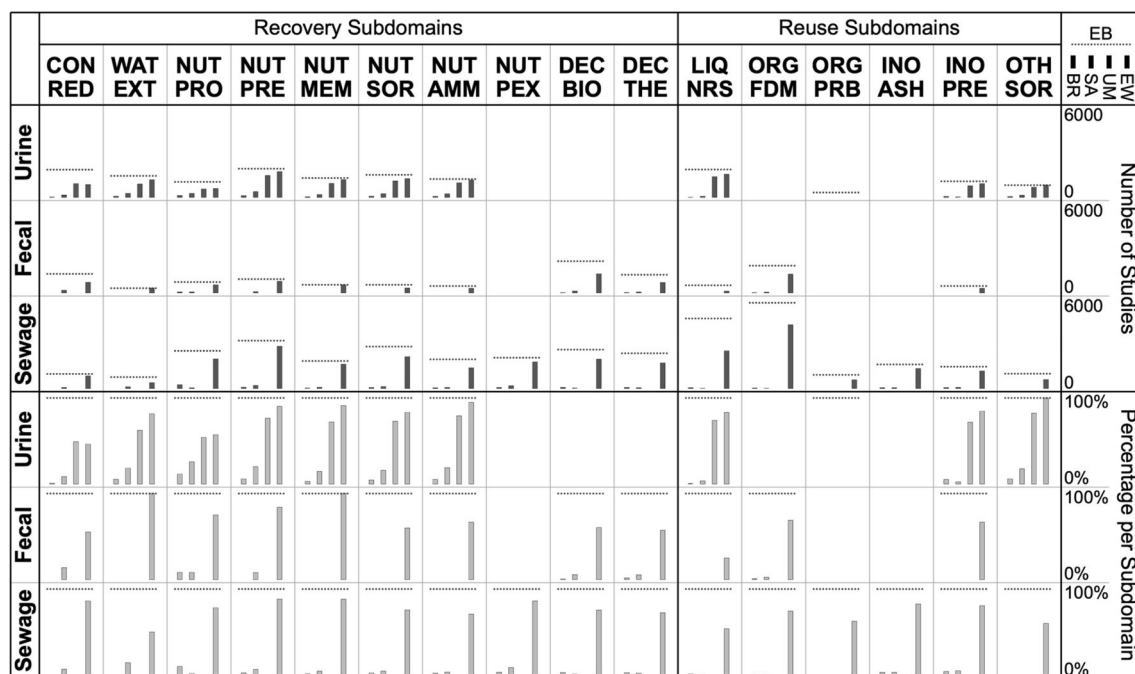 Recovery Subdomains
Reuse Subdomains
EB
CON RED
WAT EXT
NUT PRO
NUT PRE
NUT MEM
NUT SOR
NUT AMM
NUT PEX
DEC BIO
DEC THE
LIQ NRS
ORG FDM
ORG PRB
INO ASH
INO PRE
OTH SOR
EW
UM
SA
BR
Urine
6000
0
Fecal
6000
0
Sewage
6000
0
Number of Studies
Urine
100%
0%
Fecal
100%
0%
Sewage
100%
0%
Percentage per Subdomain